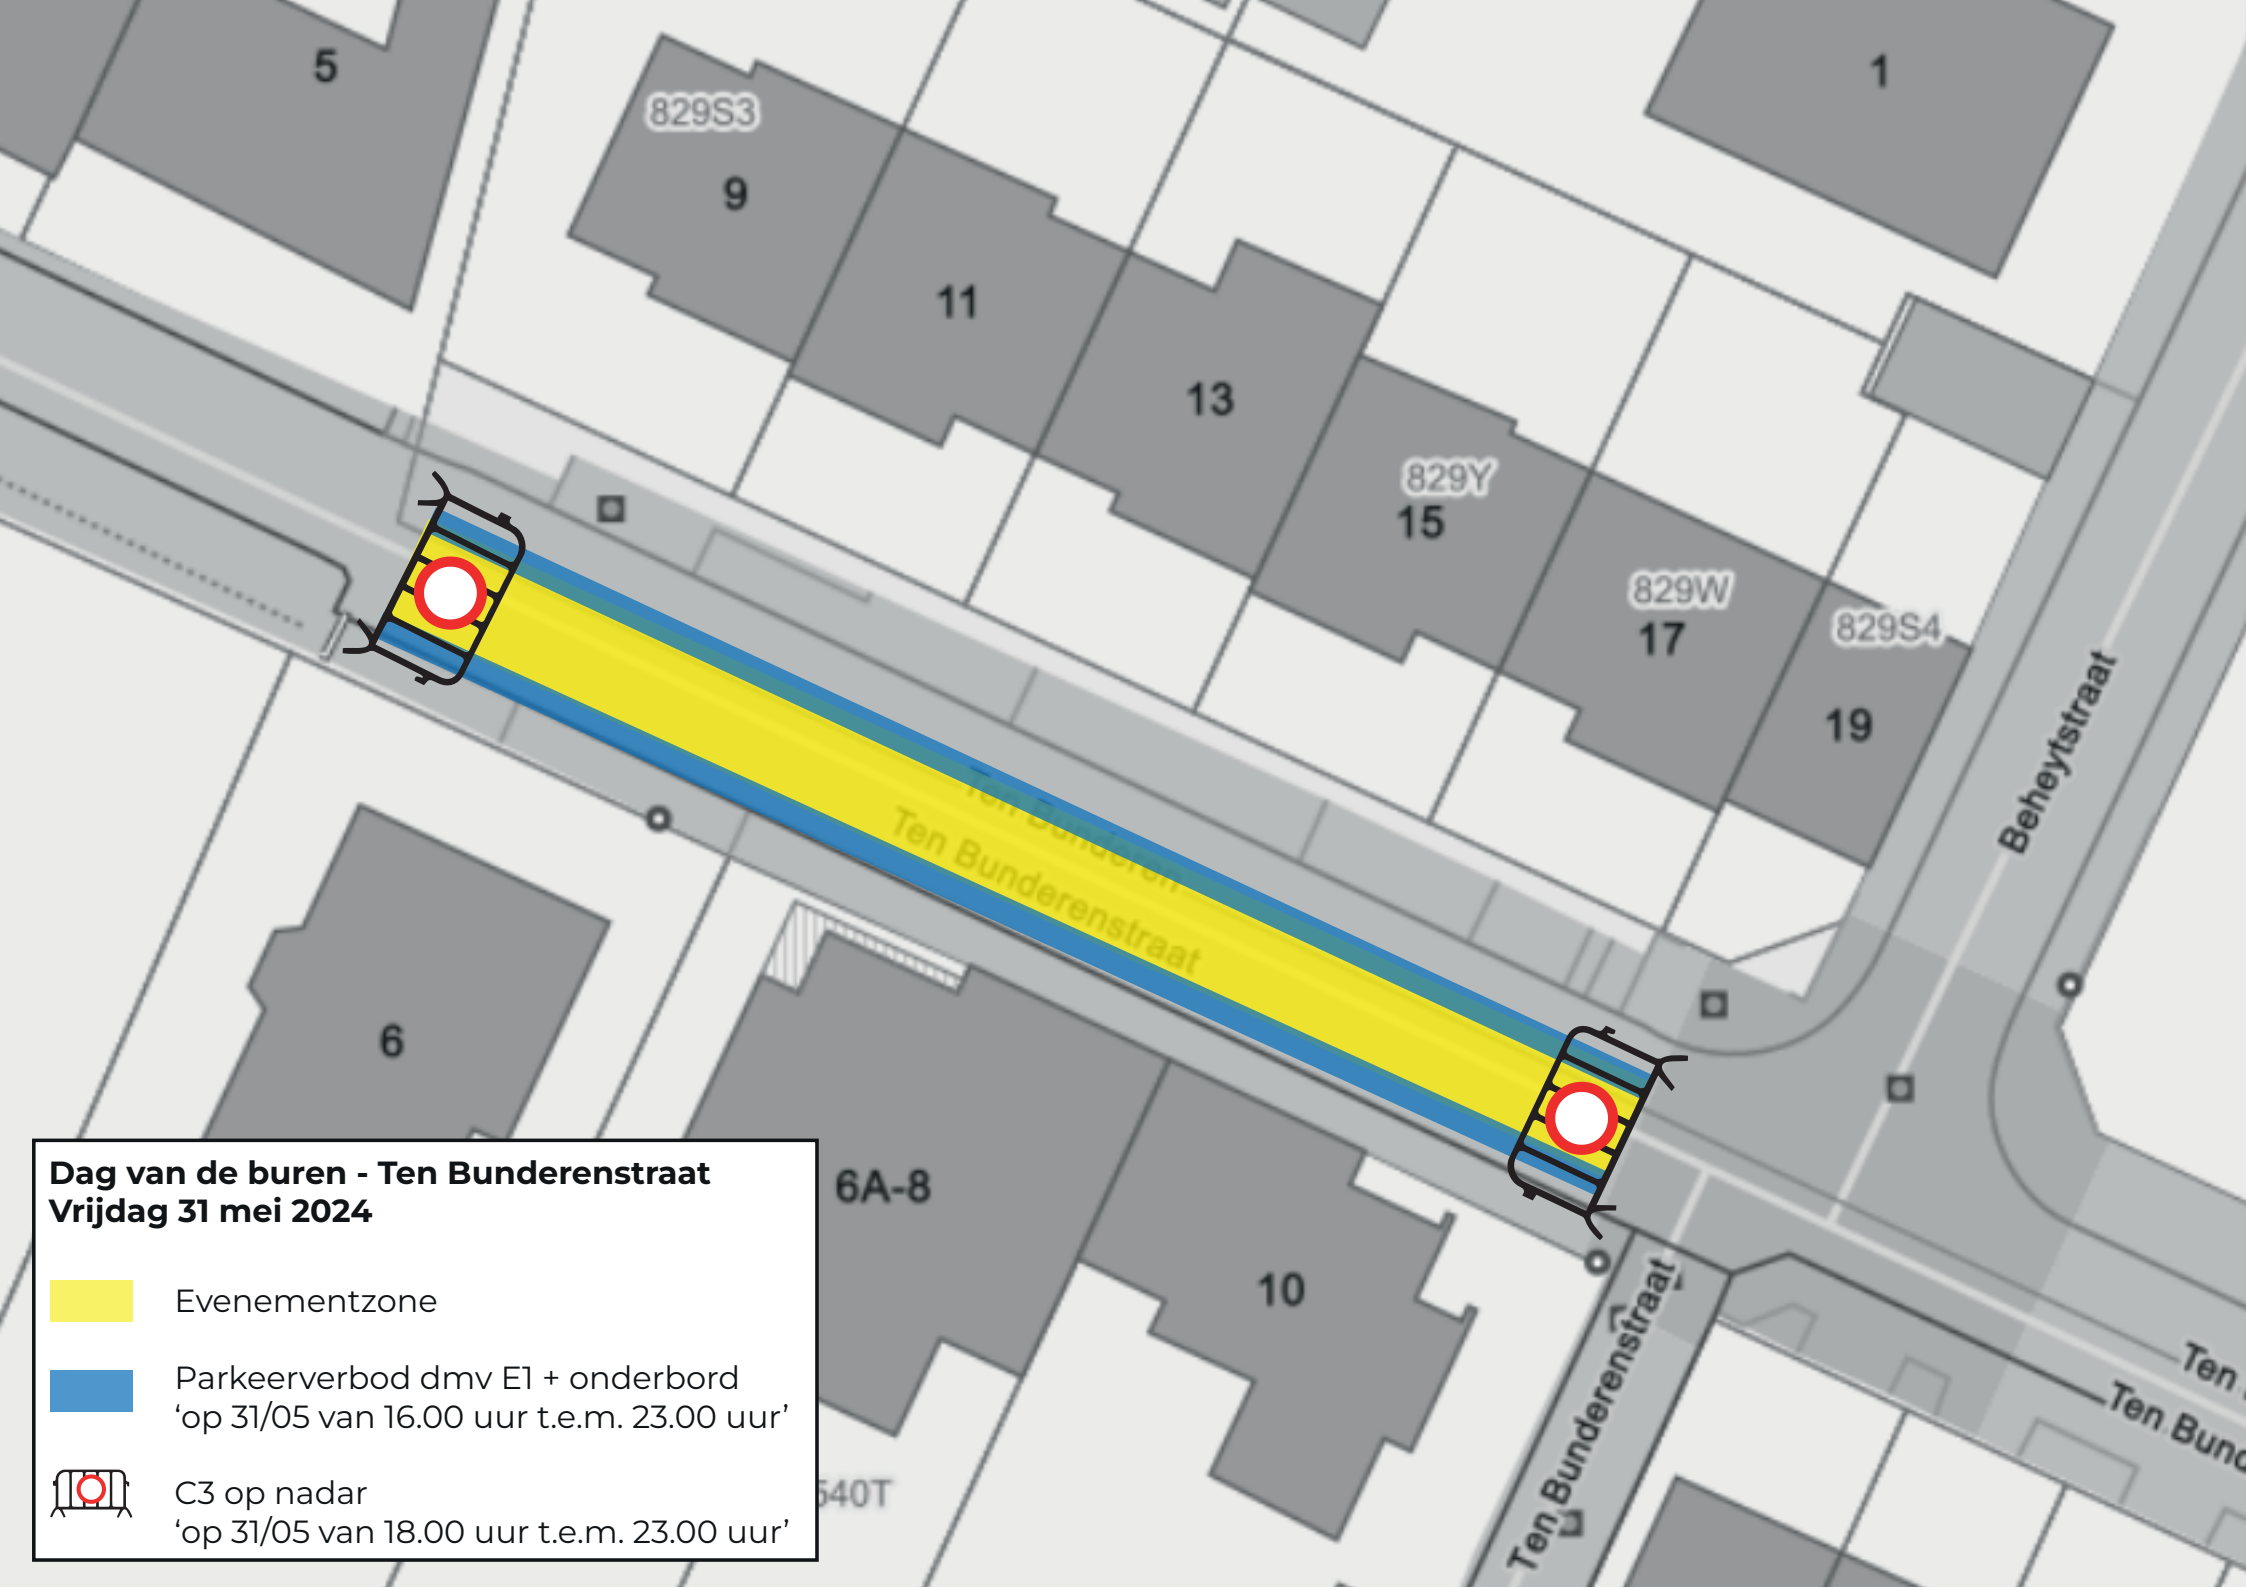 5
1
829S3
9
11
13
829Y
15
829W
17
829S4
19
Beheytstraat
Ten Bunderen
Ten Bunderenstraat
6
6A-8
10
Ten Bunderenstraat
Ten
Ten Bund
540T
Dag van de buren - Ten Bunderenstraat
Vrijdag 31 mei 2024
Evenementzone
Parkeerverbod dmv E1 + onderbord
‘op 31/05 van 16.00 uur t.e.m. 23.00 uur’
C3 op nadar
‘op 31/05 van 18.00 uur t.e.m. 23.00 uur’